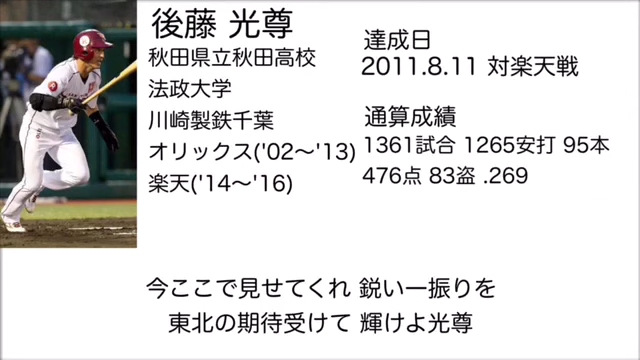 後藤 光尊
秋田県立秋田高校
法政大学
川崎製鉄千葉
オリックス('02〜'13)
楽天('14〜'16)
達成日
2011.8.11 対楽天戦
通算成績
1361試合 1265安打 95本
476点 83盗 .269
今ここで見せてくれ 鋭い一振りを
東北の期待受けて 輝けよ光尊